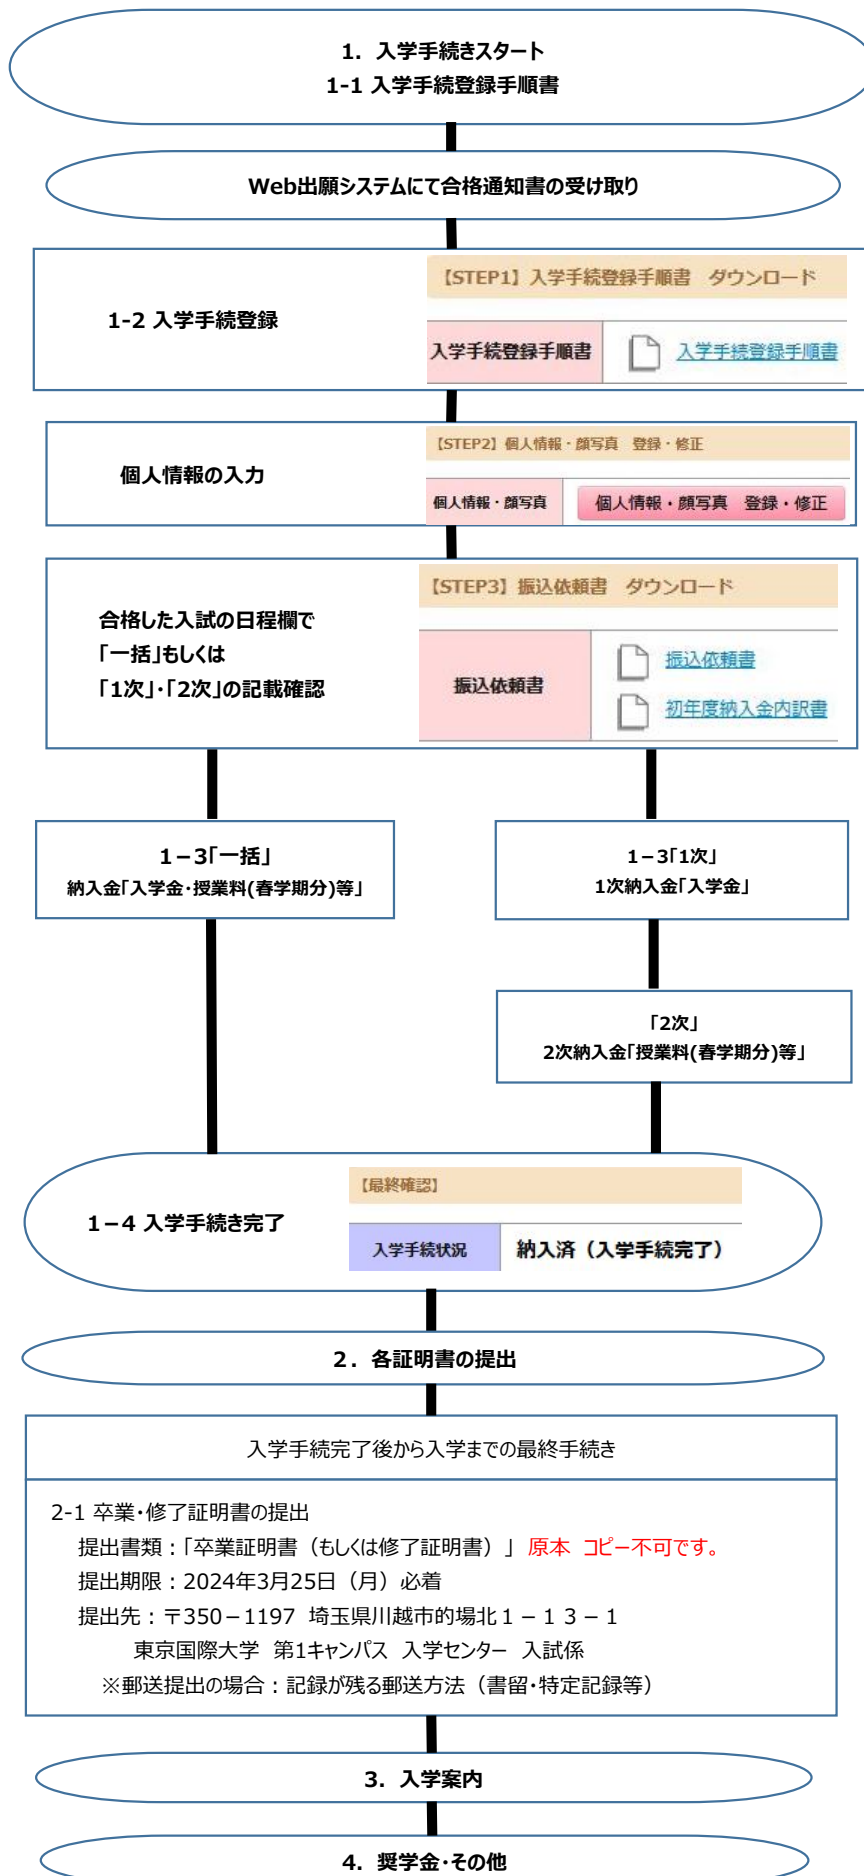 1．入学手続きスタート
1-1 入学手続登録手順書
Web出願システムにて合格通知書の受け取り
1-2 入学手続登録
【STEP1】入学手続登録手順書　ダウンロード
入学手続登録手順書
入学手続登録手順書
個人情報の入力
【STEP2】個人情報・顔写真　登録・修正
個人情報・顔写真
個人情報・顔写真　登録・修正
合格した入試の日程欄で
「一括」もしくは
「1次」・「2次」の記載確認
【STEP3】振込依頼書　ダウンロード
振込依頼書
振込依頼書
初年度納入金内訳書
1－3「一括」
納入金「入学金・授業料(春学期分)等」
1－3「1次」
1次納入金「入学金」
「2次」
2次納入金「授業料(春学期分)等」
1－4 入学手続き完了
【最終確認】
入学手続状況
納入済（入学手続完了）
2．各証明書の提出
入学手続完了後から入学までの最終手続き
2-1 卒業・修了証明書の提出
提出書類：「卒業証明書（もしくは修了証明書）」 原本 コピー不可です。
提出期限：2024年3月25日（月）必着
提出先：〒350－1197 埼玉県川越市的場北１－１３－１
東京国際大学 第1キャンパス 入学センター 入試係
※郵送提出の場合：記録が残る郵送方法（書留・特定記録等）
3．入学案内
4．奨学金・その他